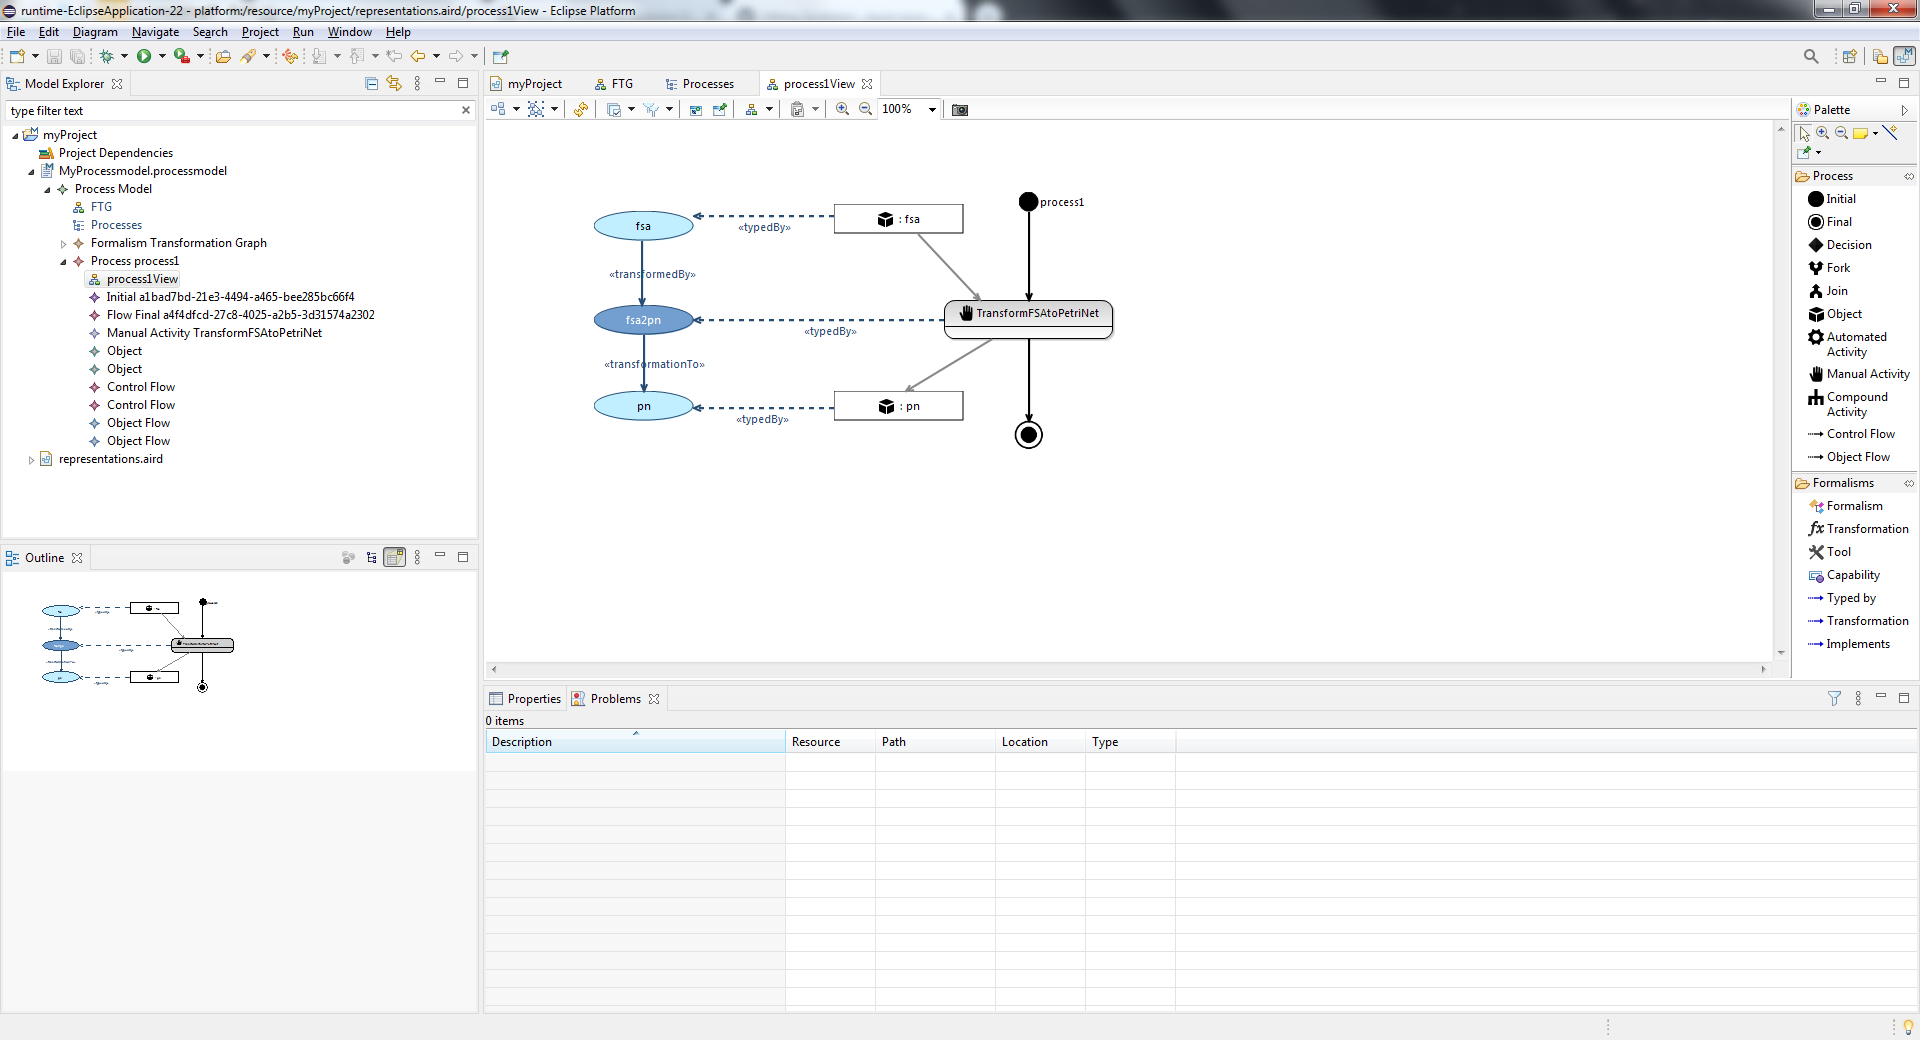 runtime-EclipseApplication-22 - platform:/resource/myProject/representations.aird/process1View - Eclipse Platform
File Edit Diagram Navigate Search Project Run Window Help
Model Explorer
type filter text
myProject
Project Dependencies
MyProcessmodel.processmodel
Process Model
FTG
Processes
Formalism Transformation Graph
Process process1
process1View
Initial a1bad7bd-21e3-4494-a465-bee285bc66f4
Flow Final a4f4dfcd-27c8-4025-a2b5-3d31574a2302
Manual Activity TransformFSAtoPetriNet
Object
Object
Control Flow
Control Flow
Object Flow
Object Flow
representations.aird
Outline
myProject FTG Processes process1View
100%
process1
fsa
«typedBy»
: fsa
«transformedBy»
fsa2pn
«typedBy»
TransformFSAtoPetriNet
«transformationTo»
pn
«typedBy»
: pn
Palette
Process
Initial
Final
Decision
Fork
Join
Object
Automated
Activity
Manual Activity
Compound
Activity
Control Flow
Object Flow
Formalisms
Formalism
fx Transformation
Tool
Capability
Typed by
Transformation
Implements
Properties Problems
0 items
Description Resource Path Location Type